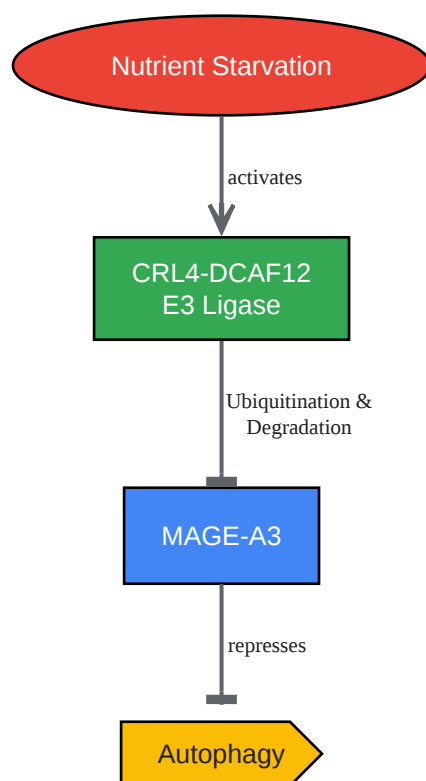 Nutrient Starvation
activates
CRL4-DCAF12
E3 Ligase
Ubiquitination &
Degradation
MAGE-A3
represses
Autophagy